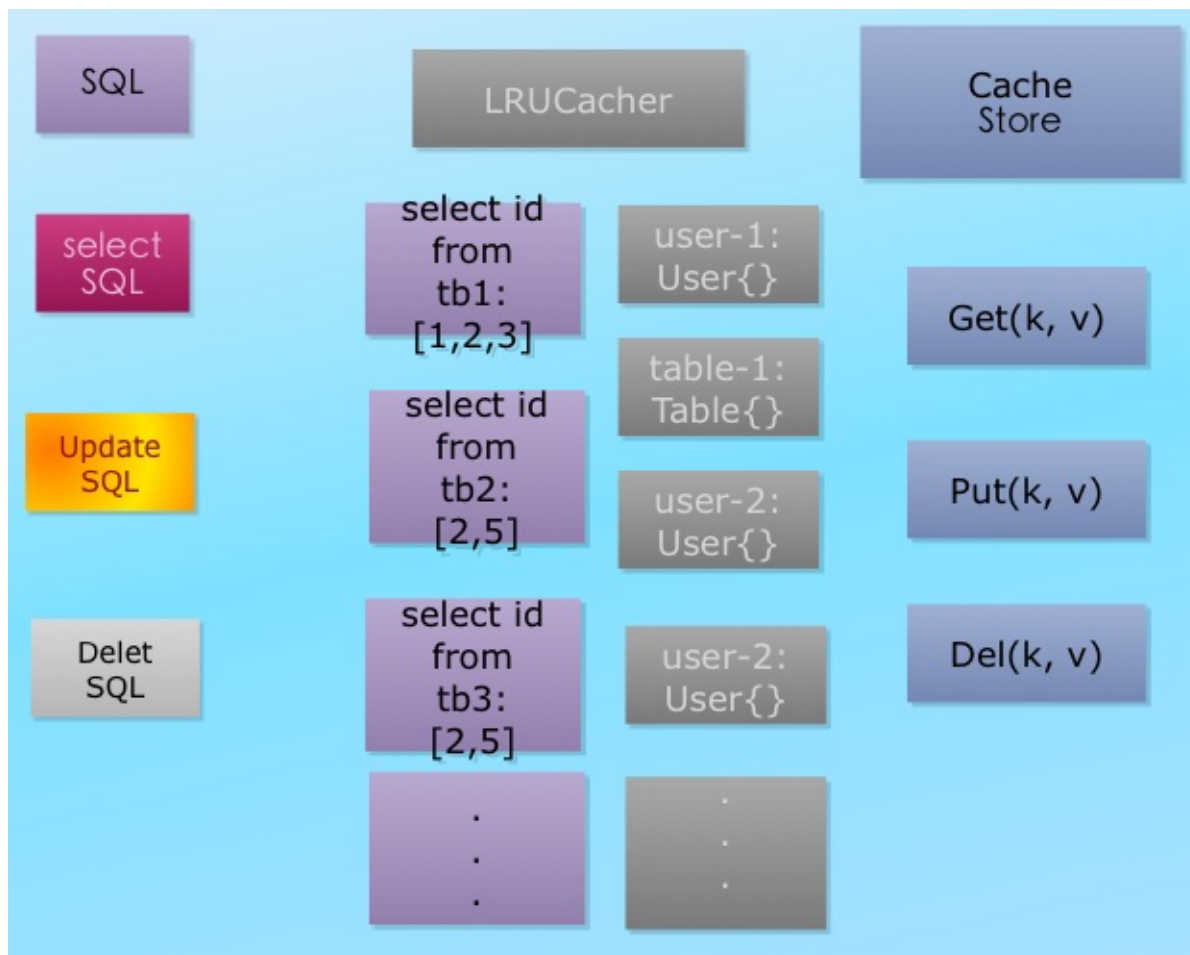 SQL
LRUCacher
Cache
Store
select
SQL
select id
from
tb1:
[1,2,3]
user-1:
User{}
Get(k, v)
table-1:
Table{}
Update
SQL
select id
from
tb2:
[2,5]
user-2:
User{}
Put(k, v)
Delet
SQL
select id
from
tb3:
[2,5]
user-2:
User{}
Del(k, v)
.
.
.
.
.
.